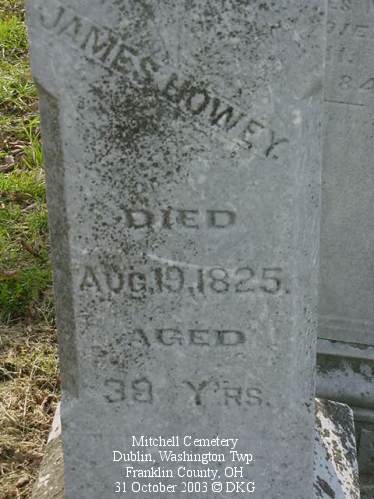 JAMES HOWEY.
DIED
AUG. 19, 1825.
AGED
38 Y'RS.
Mitchell Cemetery
Dublin, Washington Twp.
Franklin County, OH
31 October 2003 © DKG